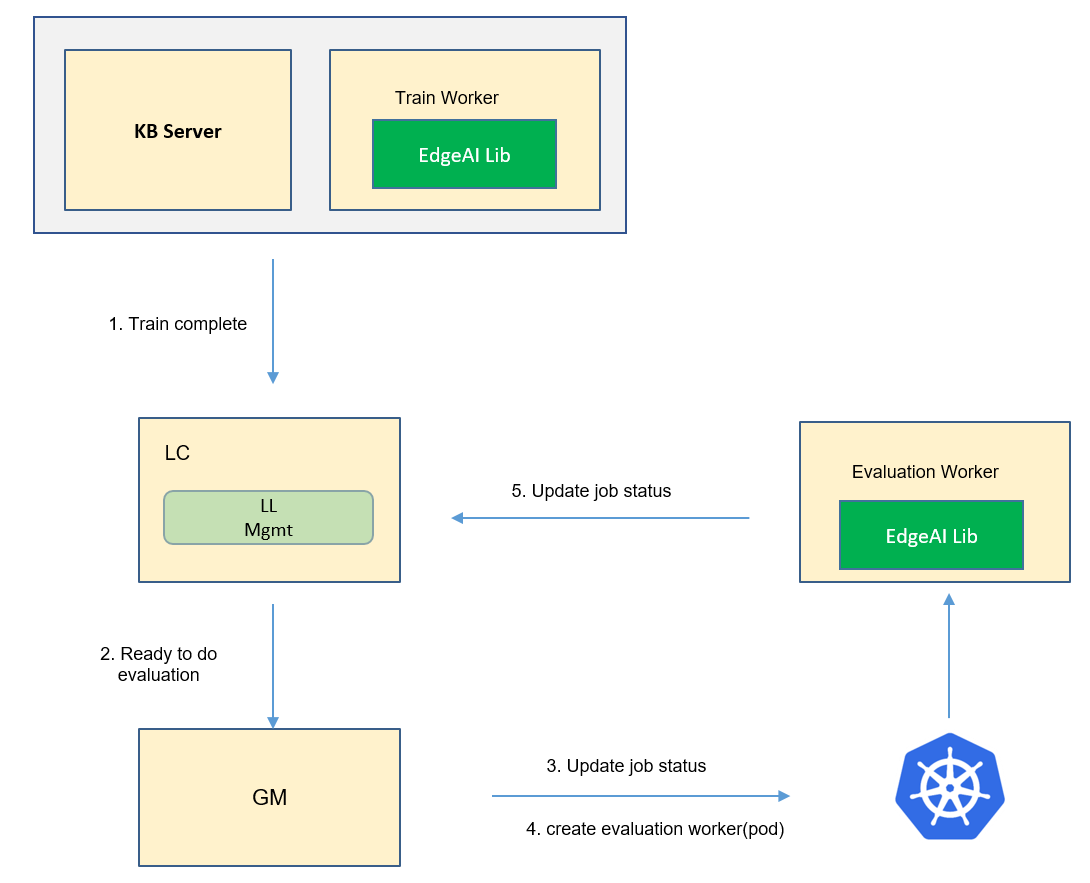 KB Server
Train Worker
EdgeAI Lib
1. Train complete
LC
LL
Mgmt
5. Update job status
Evaluation Worker
EdgeAI Lib
2. Ready to do
evaluation
GM
3. Update job status
4. create evaluation worker(pod)